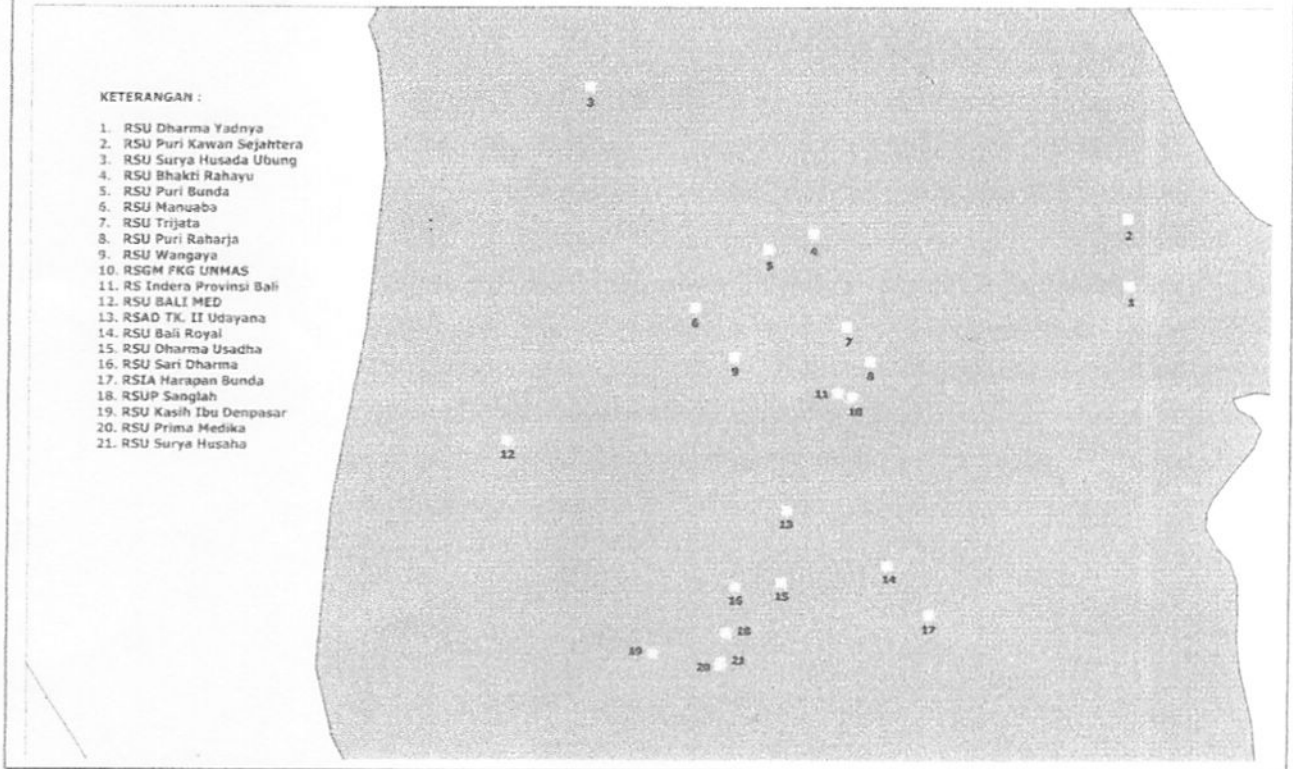 KETERANGAN :
1. RSU Dharma Yadnya
2. RSU Puri Kawan Sejahtera
3. RSU Surya Husada Ubung
4. RSU Bhakti Rahayu
5. RSU Puri Bunda
6. RSU Manuaba
7. RSU Trijata
8. RSU Puri Raharja
9. RSU Wangaya
10. RSGM FKG UNMAS
11. RS Indera Provinsi Bali
12. RSU BALI MED
13. RSAD TK. II Udayana
14. RSU Bali Royal
15. RSU Dharma Usadha
16. RSU Sari Dharma
17. RSIA Harapan Bunda
18. RSUP Sanglah
19. RSU Kasih Ibu Denpasar
20. RSU Prima Medika
21. RSU Surya Husaha
3
2
4
5
1
6
7
9
8
11
10
12
13
14
16
15
17
18
19
20
21